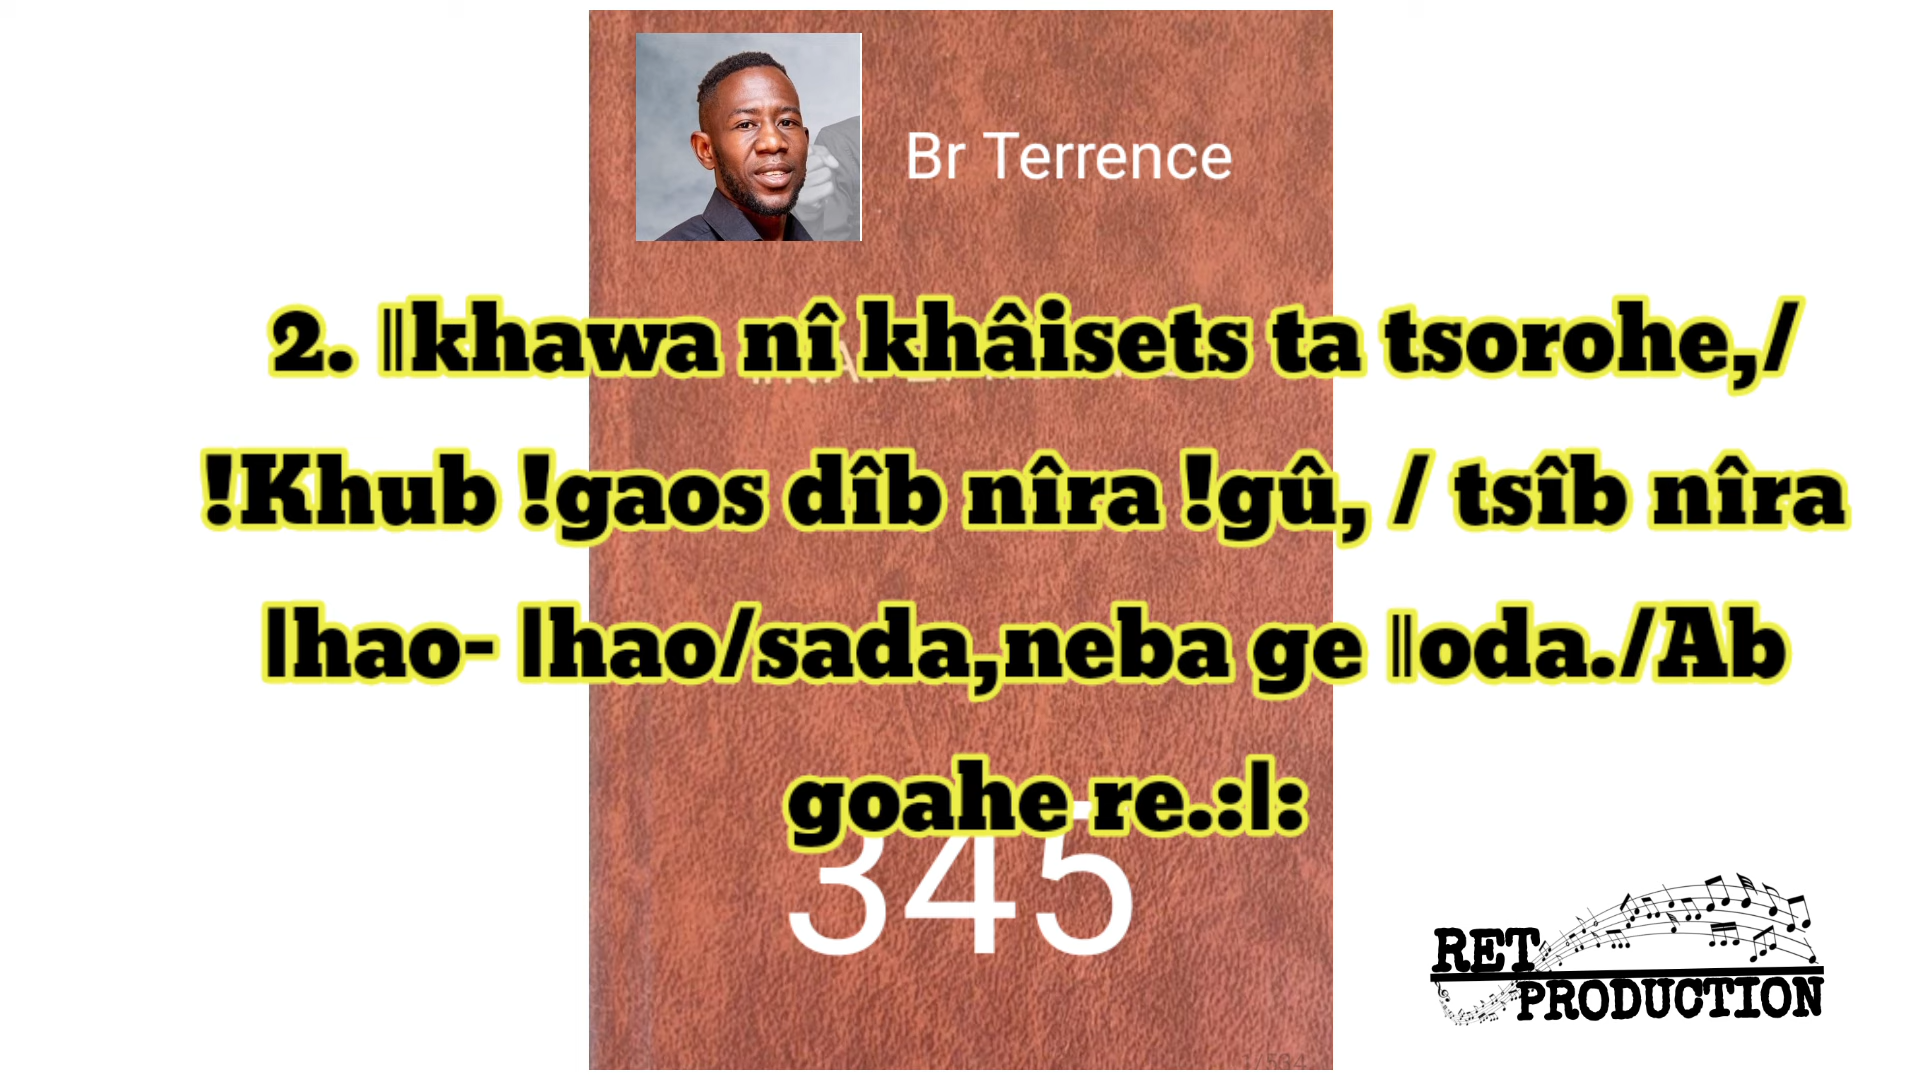 Br Terrence
2. ǁkhawa nî khâisets ta tsorohe,/
!Khub !gaos dîb nîra !gû, / tsîb nîra
ǀhao- ǀhao/sada,neba ge ǁoda./Ab
goahe re.:ǀ:
345
RET
PRODUCTION